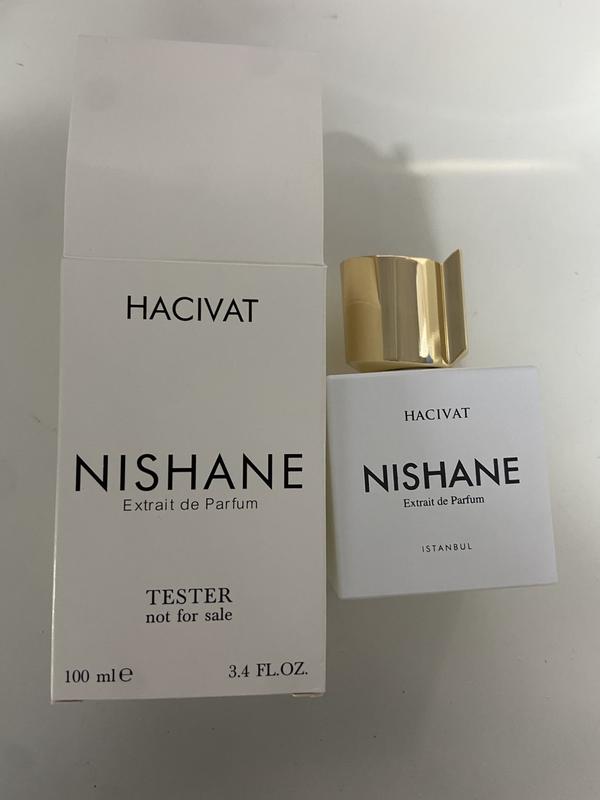 HACIVAT
NISHANE
Extrait de Parfum
TESTER
not for sale
100 ml℮
3.4 FL.OZ.
HACIVAT
NISHANE
Extrait de Parfum
ISTANBUL